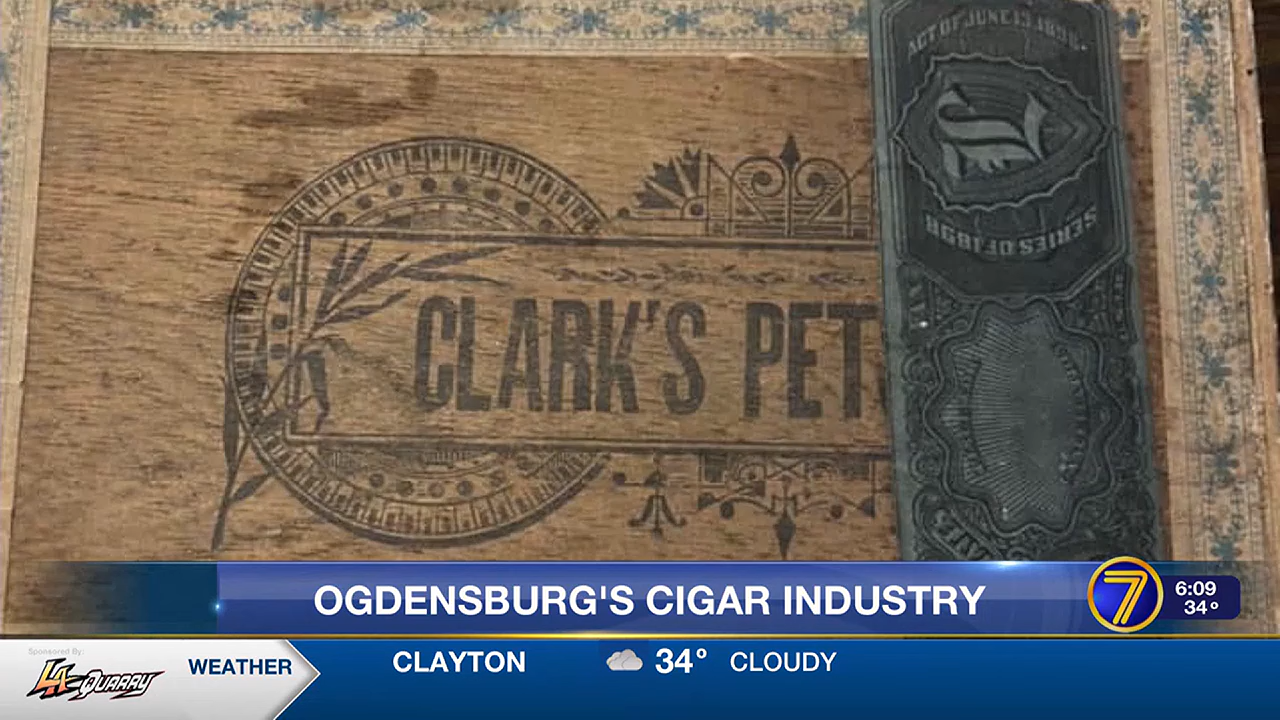 ACT OF JUNE 13, 1898.
SERIES OF 1898
CLARK'S PET
OGDENSBURG'S CIGAR INDUSTRY
7
6:09
34°
Sponsored By:
LA QUARRY
WEATHER
CLAYTON 34° CLOUDY